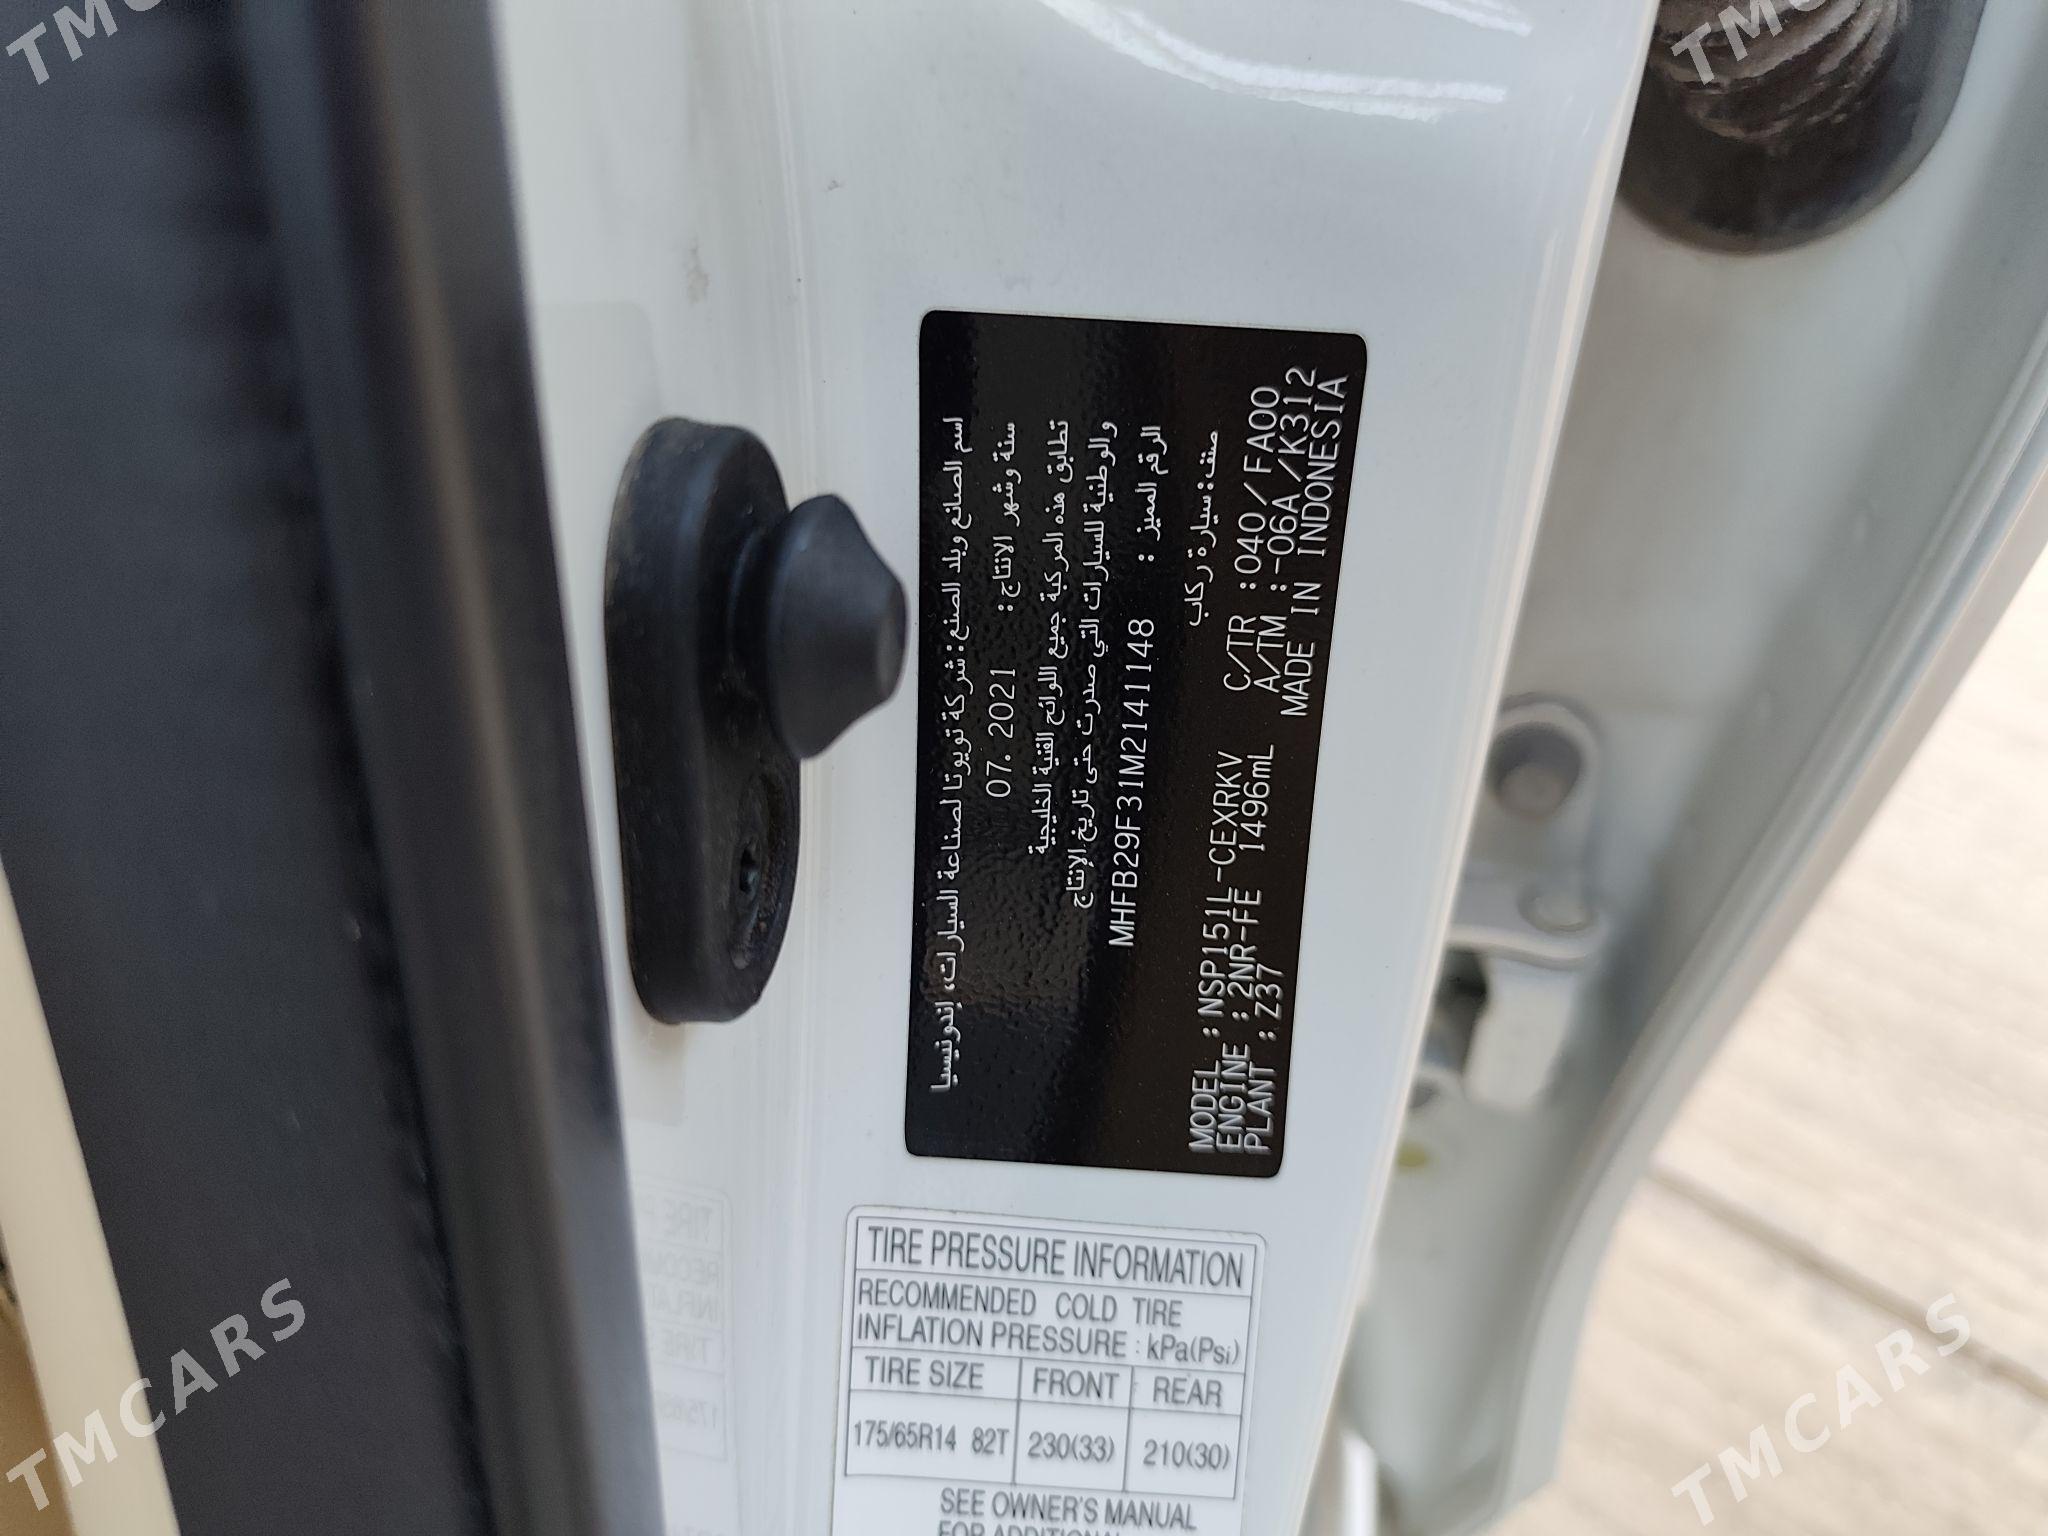 اسم الصانع وبلد الصنع: شركة تويوتا لصناعة السيارات، إندونيسيا
سنة وشهر الانتاج: 07. 2021
تطابق هذه المركبة جميع اللوائح الفنية الخليجية
والوطنية للسيارات التي صدرت حتى تاريخ الإنتاج
الرقم المميز : MHFB29F31M2141148
صنف: سيارة ركاب
MODEL : NSP151L-CEXRKV C/TR :040/FA00
ENGINE : 2NR-FE 1496mL A/TM :-06A/K312
PLANT : Z37 MADE IN INDONESIA
TIRE PRESSURE INFORMATION
RECOMMENDED COLD TIRE
INFLATION PRESSURE : kPa(Psi)
TIRE SIZE FRONT REAR
175/65R14 82T 230(33) 210(30)
SEE OWNER'S MANUAL
FOR ADDITIONAL
TMCARS
TMCARS